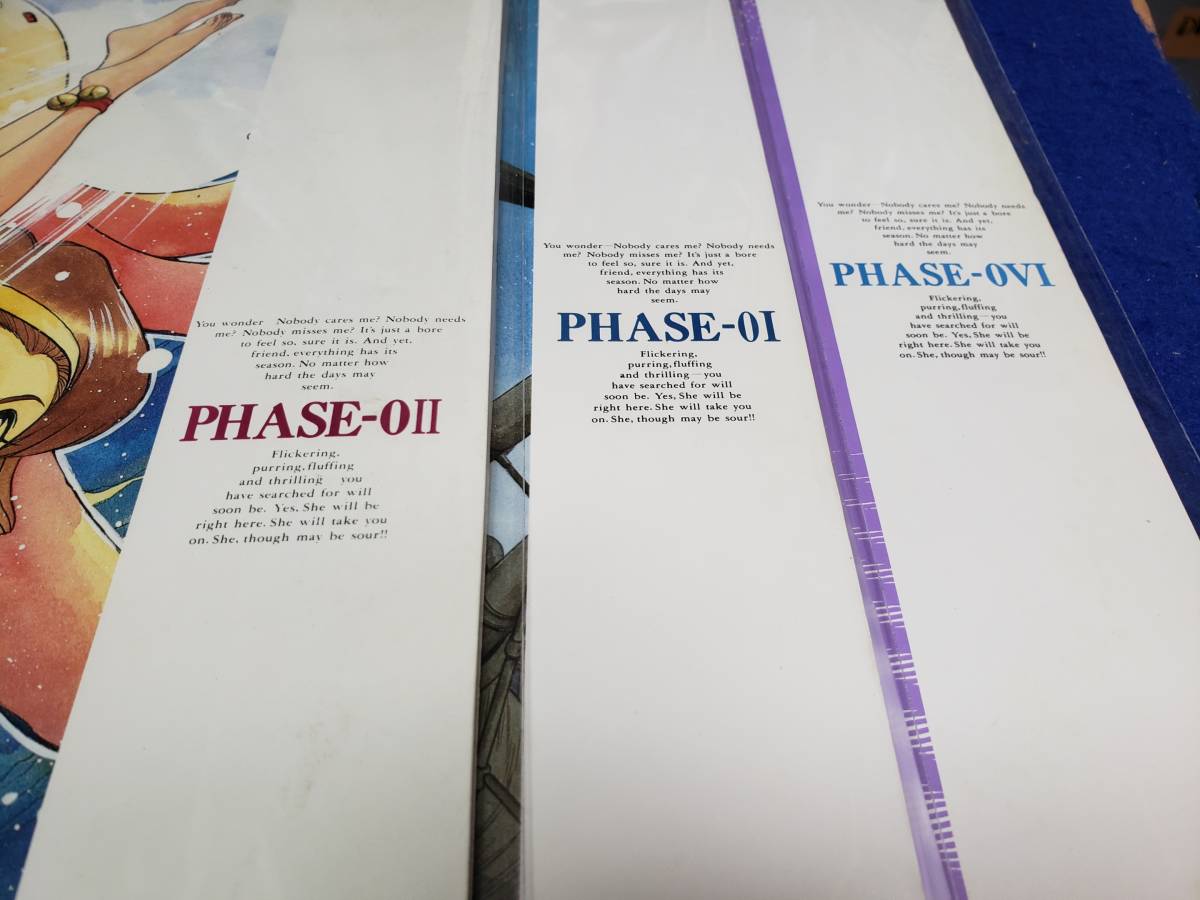 You wonder Nobody cares me? Nobody needs
me? Nobody misses me? It's just a bore
to feel so, sure it is. And yet,
friend, everything has its
season. No matter how
hard the days may
seem.
PHASE-0II
Flickering,
purring, fluffing
and thrilling you
have searched for will
soon be. Yes, She will be
right here. She will take you
on. She, though may be sour!!
You wonder—Nobody cares me? Nobody needs
me? Nobody misses me? It's just a bore
to feel so, sure it is. And yet,
friend, everything has its
season. No matter how
hard the days may
seem.
PHASE-0I
Flickering,
purring, fluffing
and thrilling—you
have searched for will
soon be. Yes, She will be
right here. She will take you
on. She, though may be sour!!
You wonder—Nobody cares me? Nobody needs
me? Nobody misses me? It's just a bore
to feel so, sure it is. And yet,
friend, everything has its
season. No matter how
hard the days may
seem.
PHASE-0VI
Flickering,
purring, fluffing,
and thrilling—you
have searched for will
soon be. Yes, She will be
right here. She will take you
on. She, though may be sour!!